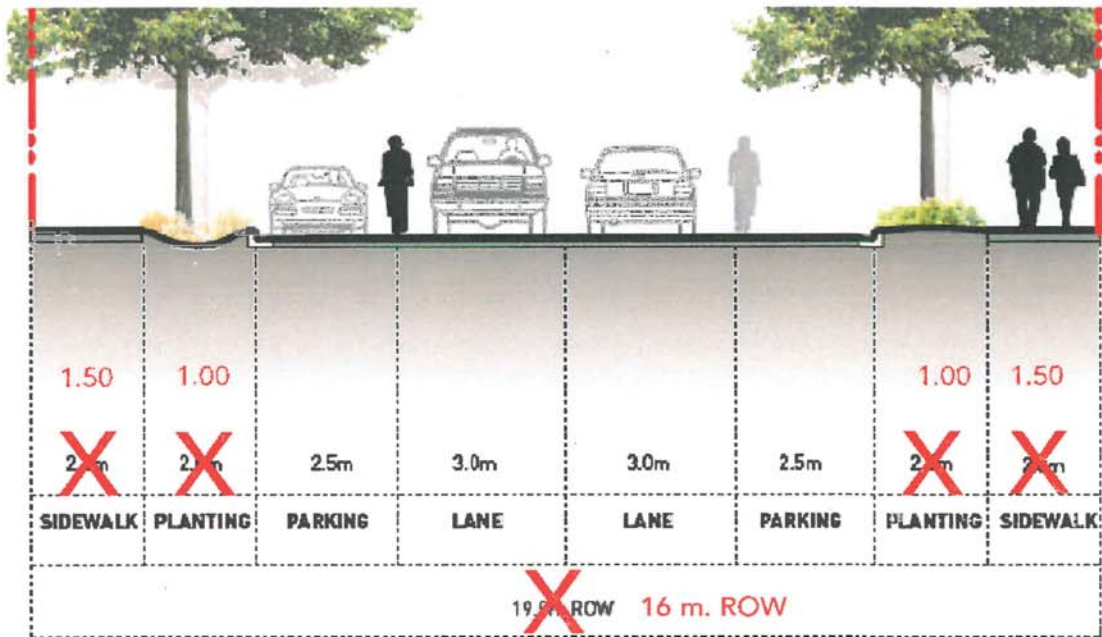 1.50 1.00 1.00 1.50
2.5m 3.0m 3.0m 2.5m
SIDEWALK PLANTING PARKING LANE LANE PARKING PLANTING SIDEWALK
ROW 16 m. ROW